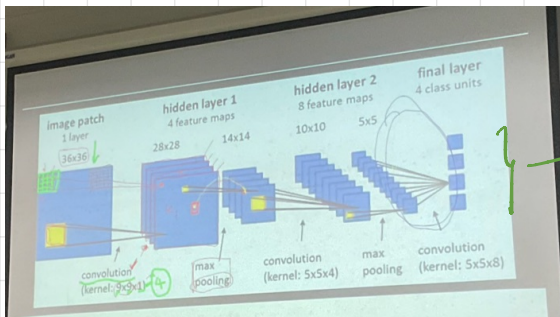 image patch
1 layer
36x36
hidden layer 1
4 feature maps
28x28
14x14
hidden layer 2
8 feature maps
10x10
5x5
final layer
4 class units
convolution
(kernel: 9x9x1)
4
max
pooling
convolution
(kernel: 5x5x4)
max
pooling
convolution
(kernel: 5x5x8)